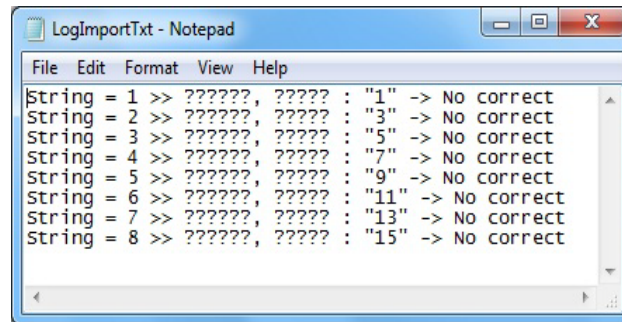 LogImportTxt - Notepad
File Edit Format View Help
String = 1 >> ??????, ????? : "1" -> No correct
String = 2 >> ??????, ????? : "3" -> No correct
String = 3 >> ??????, ????? : "5" -> No correct
String = 4 >> ??????, ????? : "7" -> No correct
String = 5 >> ??????, ????? : "9" -> No correct
String = 6 >> ??????, ????? : "11" -> No correct
String = 7 >> ??????, ????? : "13" -> No correct
String = 8 >> ??????, ????? : "15" -> No correct